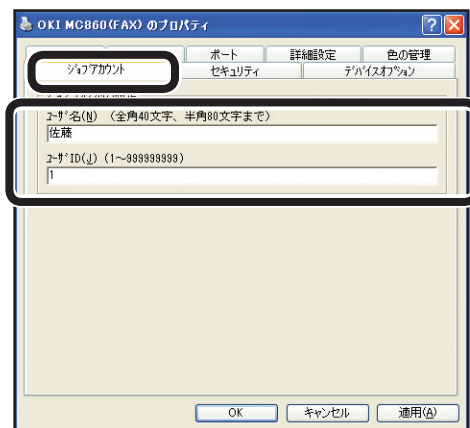 OKI MC860(FAX) のプロパティ
ポート 詳細設定 色の管理
ジョブアカウント セキュリティ デバイスオプション
ユーザ名(N) (全角40文字、半角80文字まで)
佐藤
ユーザID(J) (1～999999999)
1
OK キャンセル 適用(A)